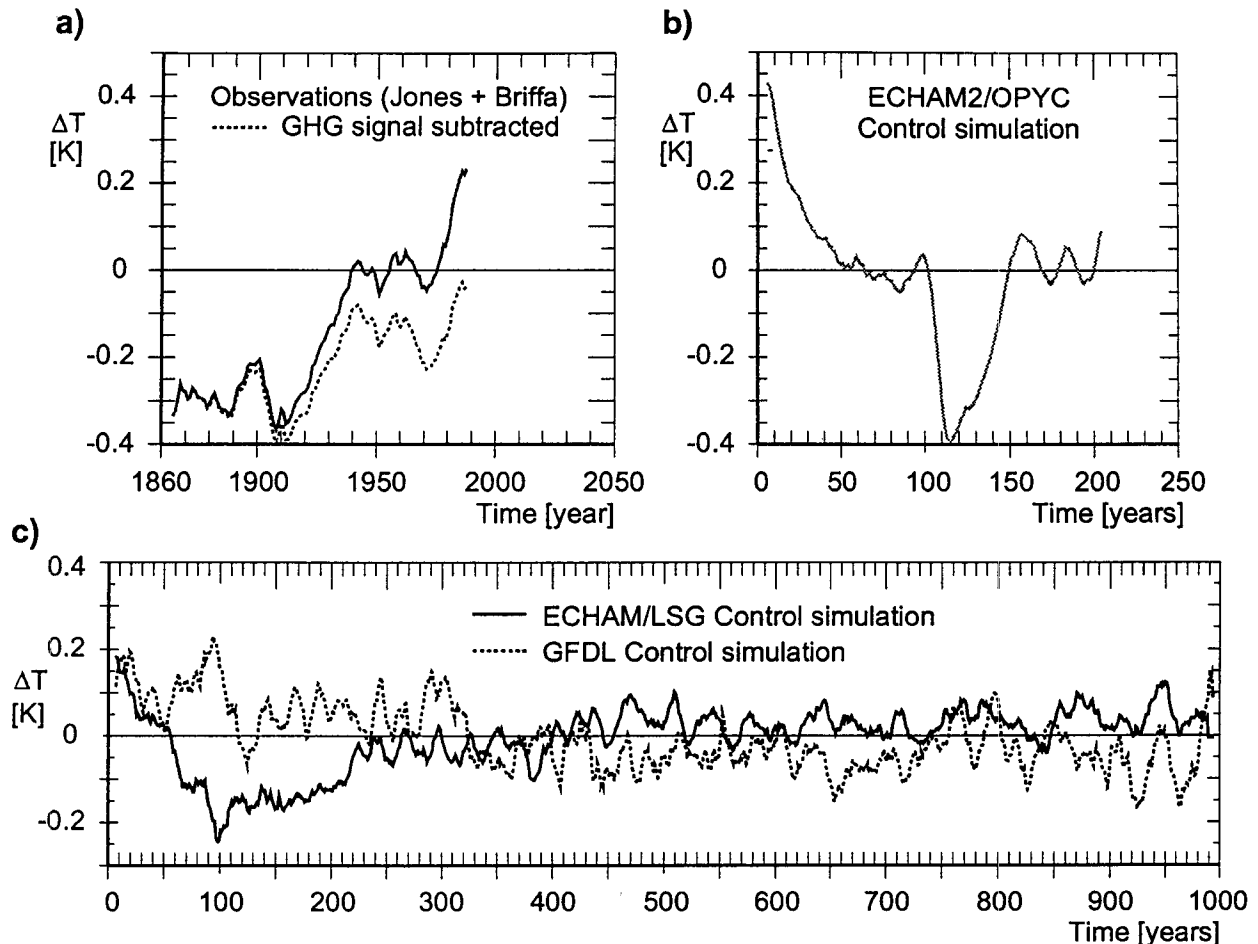 a)
Observations (Jones + Briffa)
GHG signal subtracted
ΔT
[K]
0.4
0.2
0
-0.2
-0.4
1860 1900 1950 2000 2050
Time [year]
b)
ECHAM2/OPYC
Control simulation
ΔT
[K]
0.4
0.2
0
-0.2
-0.4
0 50 100 150 200 250
Time [years]
c)
ECHAM/LSG Control simulation
GFDL Control simulation
ΔT
[K]
0.4
0.2
0
-0.2
0 100 200 300 400 500 600 700 800 900 1000
Time [years]